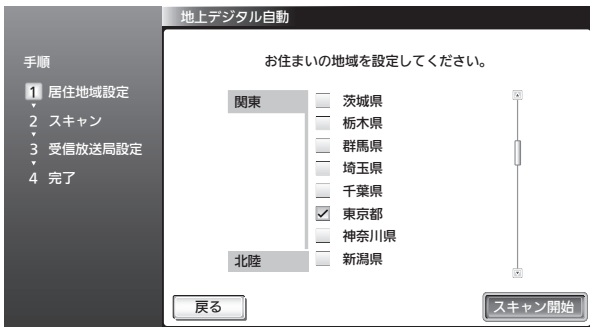 地上デジタル自動
手順
1 居住地域設定
2 スキャン
3 受信放送局設定
4 完了
お住まいの地域を設定してください。
関東
茨城県
栃木県
群馬県
埼玉県
千葉県
東京都
神奈川県
北陸
新潟県
戻る
スキャン開始